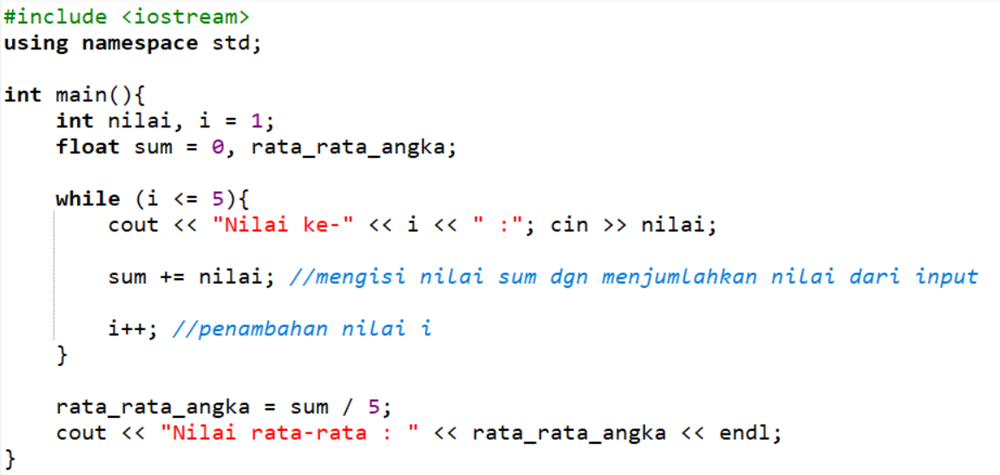 #include <iostream>
using namespace std;
int main(){
int nilai, i = 1;
float sum = 0, rata_rata_angka;
while (i <= 5){
cout << "Nilai ke-" << i << " :"; cin >> nilai;
sum += nilai; //mengisi nilai sum dgn menjumlahkan nilai dari input
i++; //penambahan nilai i
}
rata_rata_angka = sum / 5;
cout << "Nilai rata-rata : " << rata_rata_angka << endl;
}